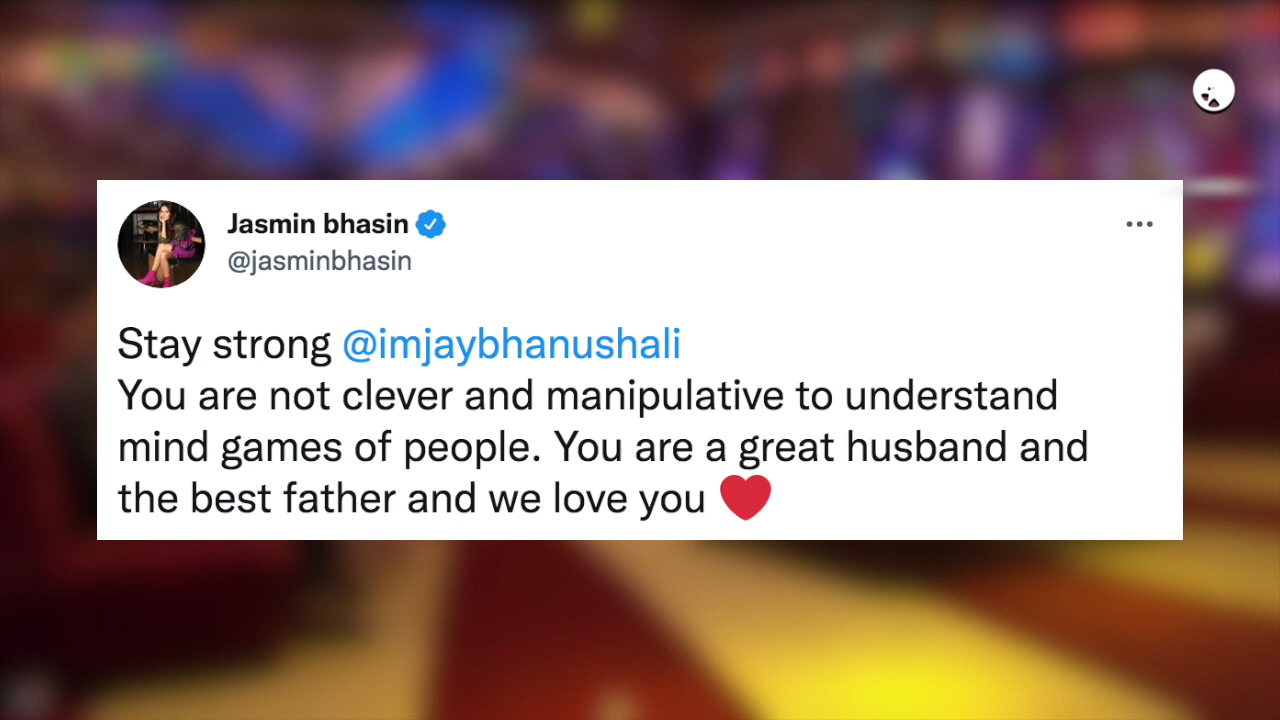 Jasmin bhasin
@jasminbhasin
Stay strong @imjaybhanushali
You are not clever and manipulative to understand
mind games of people. You are a great husband and
the best father and we love you ❤️